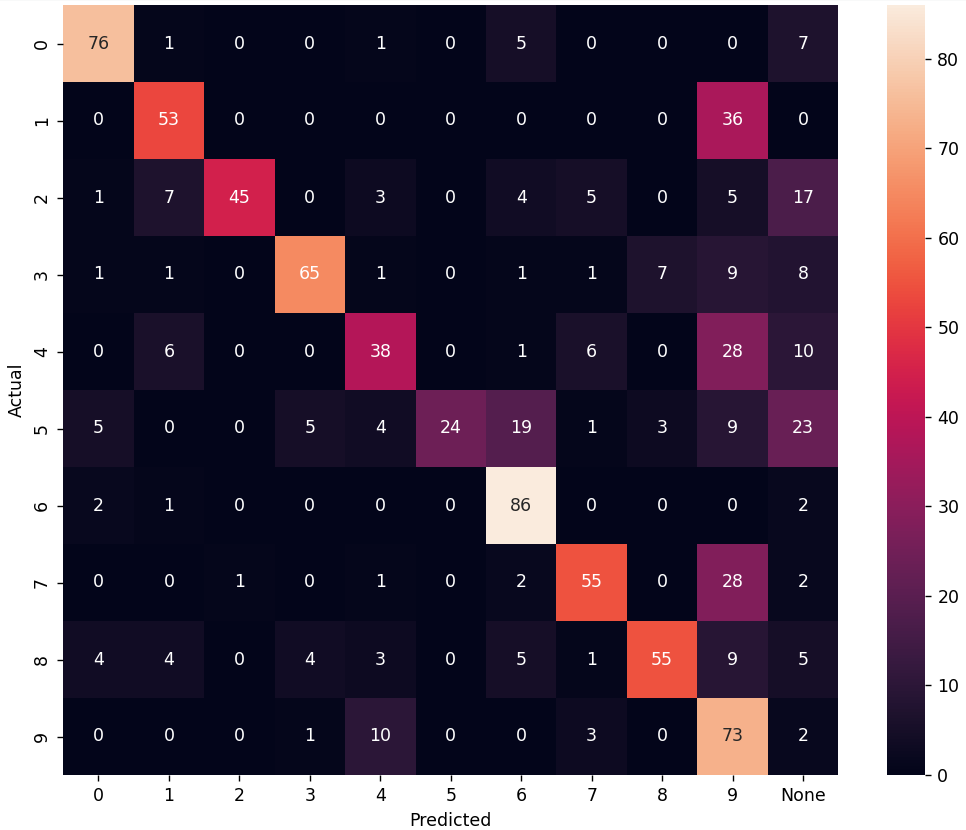 0 76 1 0 0 1 0 5 0 0 0 7
1 0 53 0 0 0 0 0 0 0 36 0
2 1 7 45 0 3 0 4 5 0 5 17
3 1 1 0 65 1 0 1 1 7 9 8
4 0 6 0 0 38 0 1 6 0 28 10
5 5 0 0 5 4 24 19 1 3 9 23
6 2 1 0 0 0 0 86 0 0 0 2
7 0 0 1 0 1 0 2 55 0 28 2
8 4 4 0 4 3 0 5 1 55 9 5
9 0 0 0 1 10 0 0 3 0 73 2
0 1 2 3 4 5 6 7 8 9 None
Predicted
Actual
80
70
60
50
40
30
20
10
0